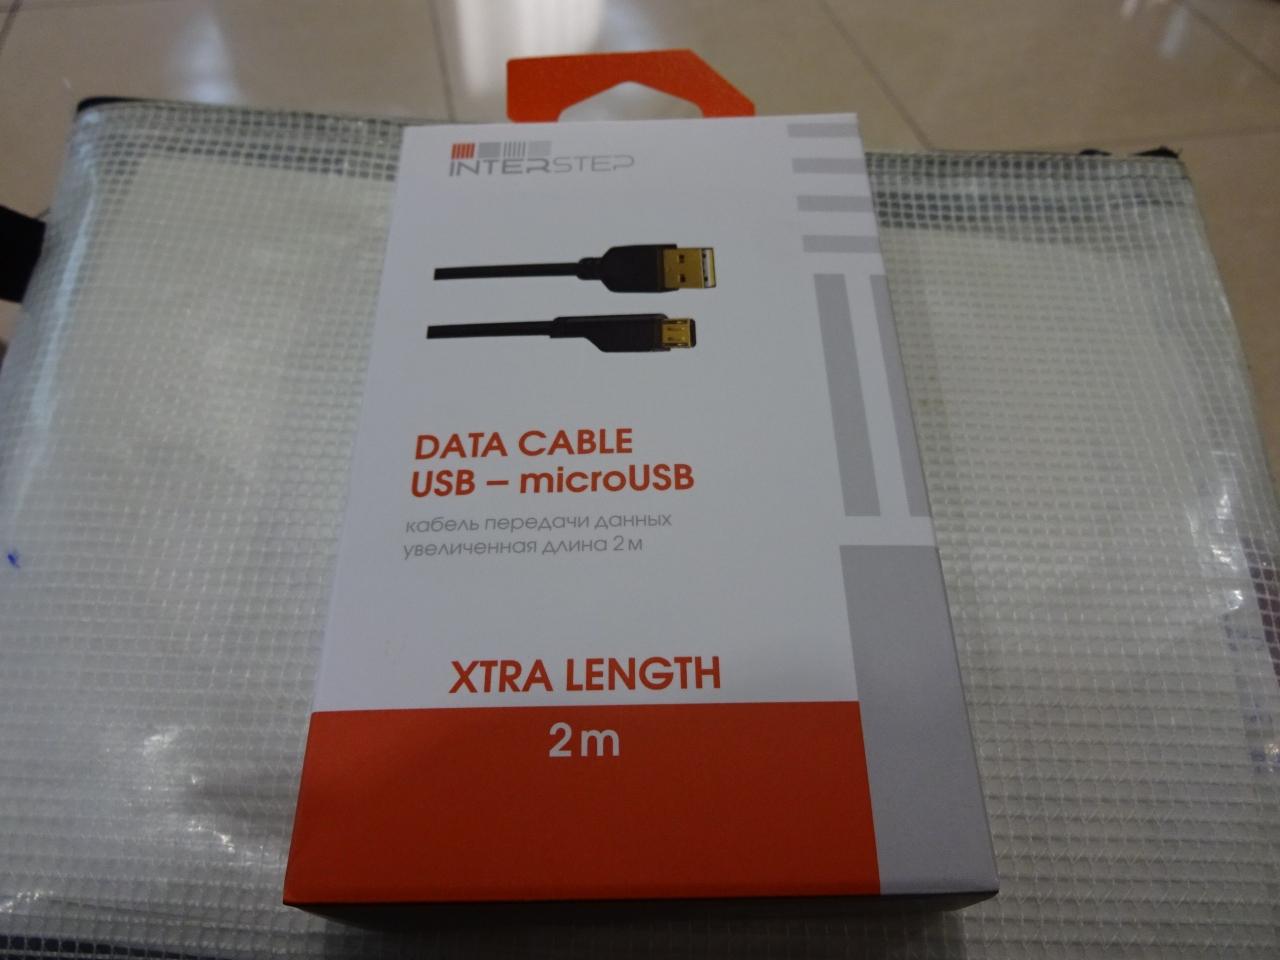 INTERSTEP
DATA CABLE
USB – microUSB
кабель передачи данных
увеличенная длина 2 м
XTRA LENGTH
2 m